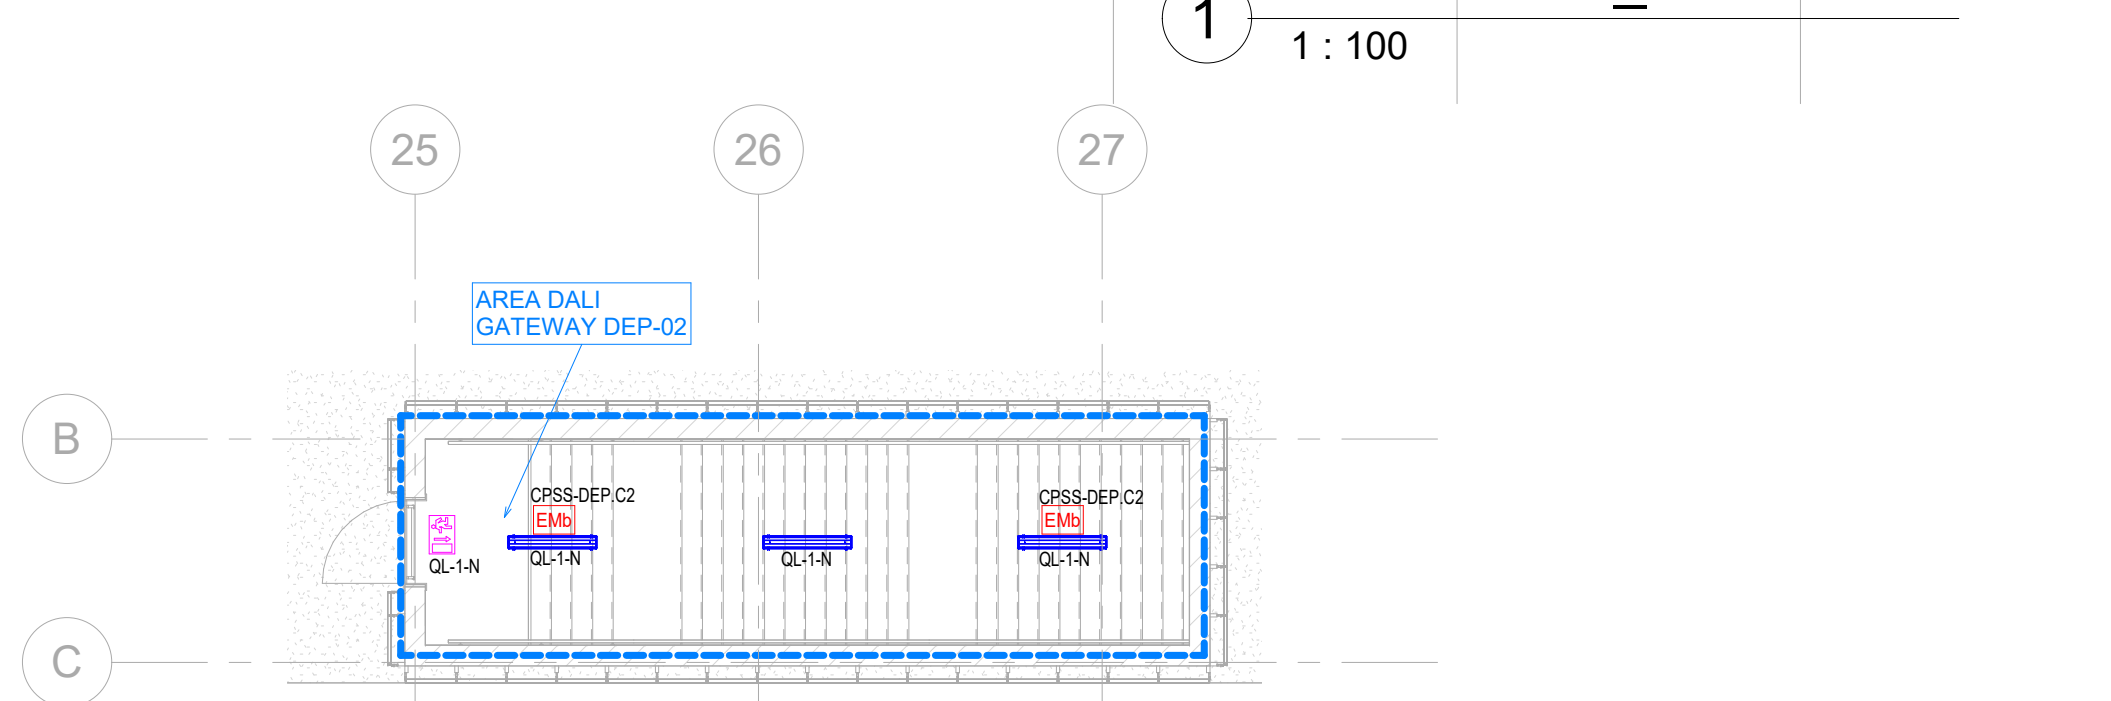 1
1 : 100
25
26
27
AREA DALI
GATEWAY DEP-02
B
CPSS-DEP.C2
EMb
QL-1-N
QL-1-N
QL-1-N
CPSS-DEP.C2
EMb
QL-1-N
C